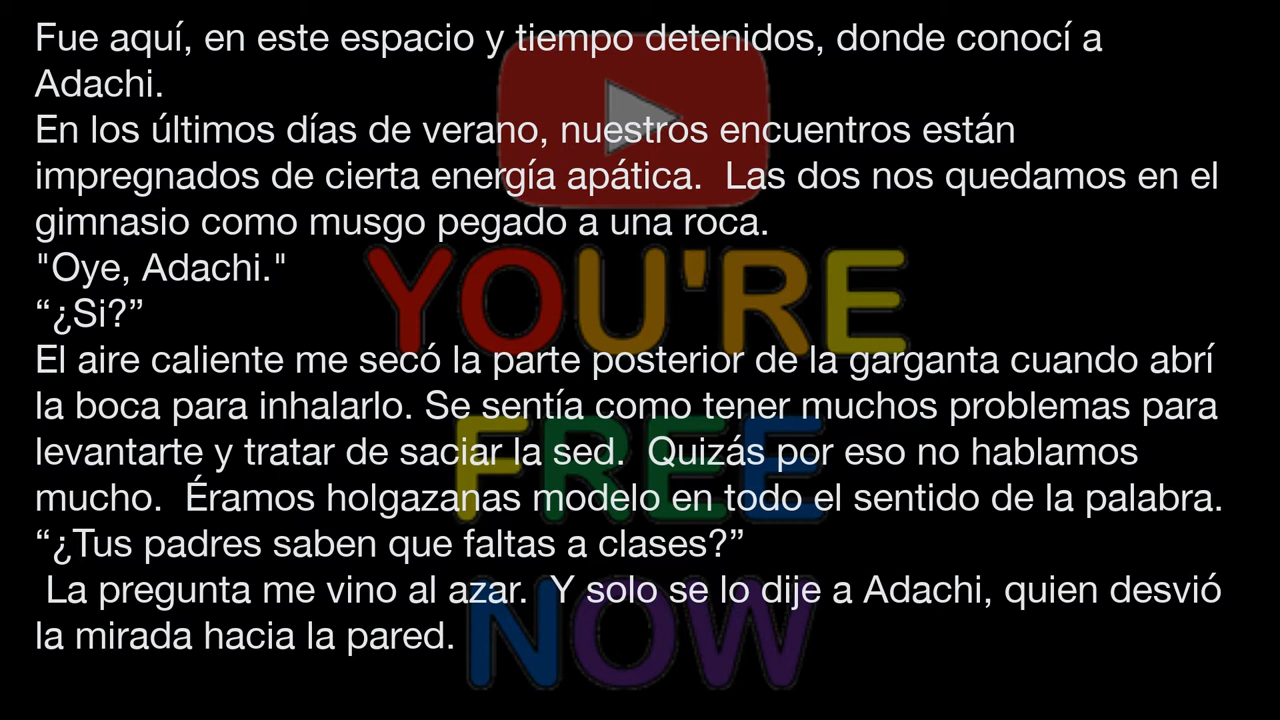 Fue aquí, en este espacio y tiempo detenidos, donde conocí a
Adachi.
En los últimos días de verano, nuestros encuentros están
impregnados de cierta energía apática.  Las dos nos quedamos en el
gimnasio como musgo pegado a una roca.
"Oye, Adachi."
“¿Si?”
El aire caliente me secó la parte posterior de la garganta cuando abrí
la boca para inhalarlo. Se sentía como tener muchos problemas para
levantarte y tratar de saciar la sed.  Quizás por eso no hablamos
mucho.  Éramos holgazanas modelo en todo el sentido de la palabra.
“¿Tus padres saben que faltas a clases?”
La pregunta me vino al azar.  Y solo se lo dije a Adachi, quien desvió
la mirada hacia la pared.
YOU'RE
FREE
NOW